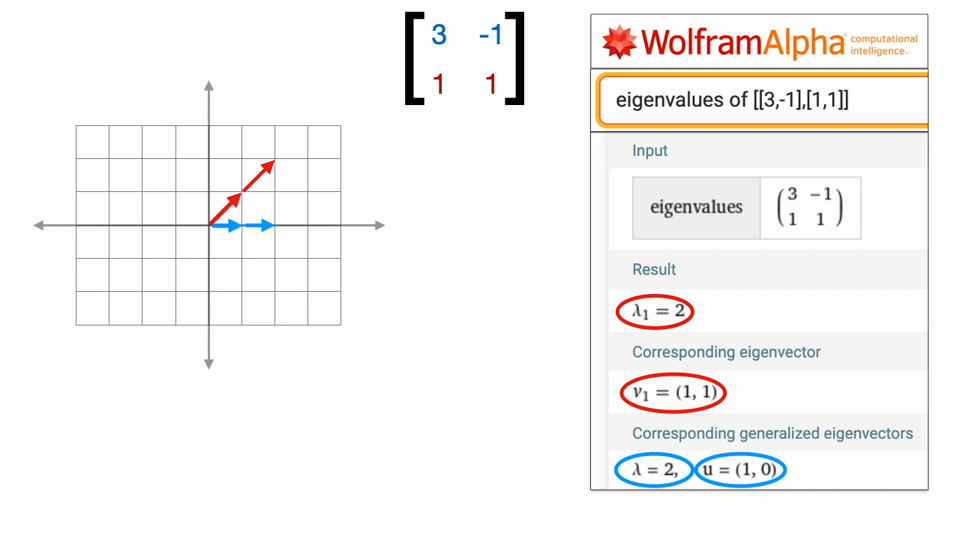 3 -1
1 1
WolframAlpha computational intelligence.
eigenvalues of [[3,-1],[1,1]]
Input
eigenvalues (3 −1
1 1)
Result
λ₁ = 2
Corresponding eigenvector
v₁ = (1, 1)
Corresponding generalized eigenvectors
λ = 2, u = (1, 0)